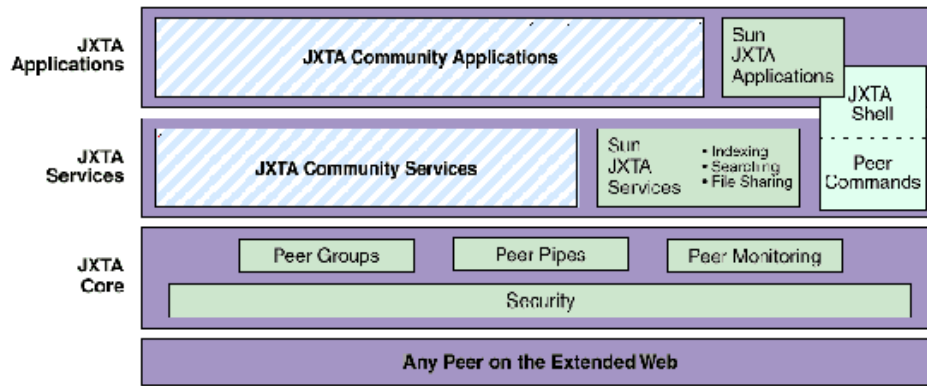 JXTA
Applications
JXTA Community Applications
Sun
JXTA
Applications
JXTA
Shell
Peer
Commands
JXTA
Services
JXTA Community Services
Sun
JXTA
Services
• Indexing
• Searching
• File Sharing
JXTA
Core
Peer Groups
Peer Pipes
Peer Monitoring
Security
Any Peer on the Extended Web